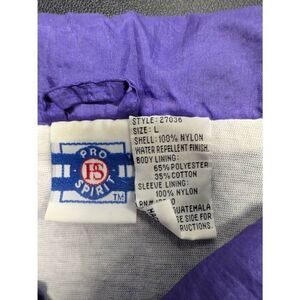 PRO
PS
SPIRIT
TM
STYLE: 27036
SIZE: L
SHELL: 100% NYLON
WATER REPELLENT FINISH.
BODY LINING:
65% POLYESTER
35% COTTON
SLEEVE LINING:
100% NYLON
GUATEMALA
SE SIDE FOR
RUCTIONS.